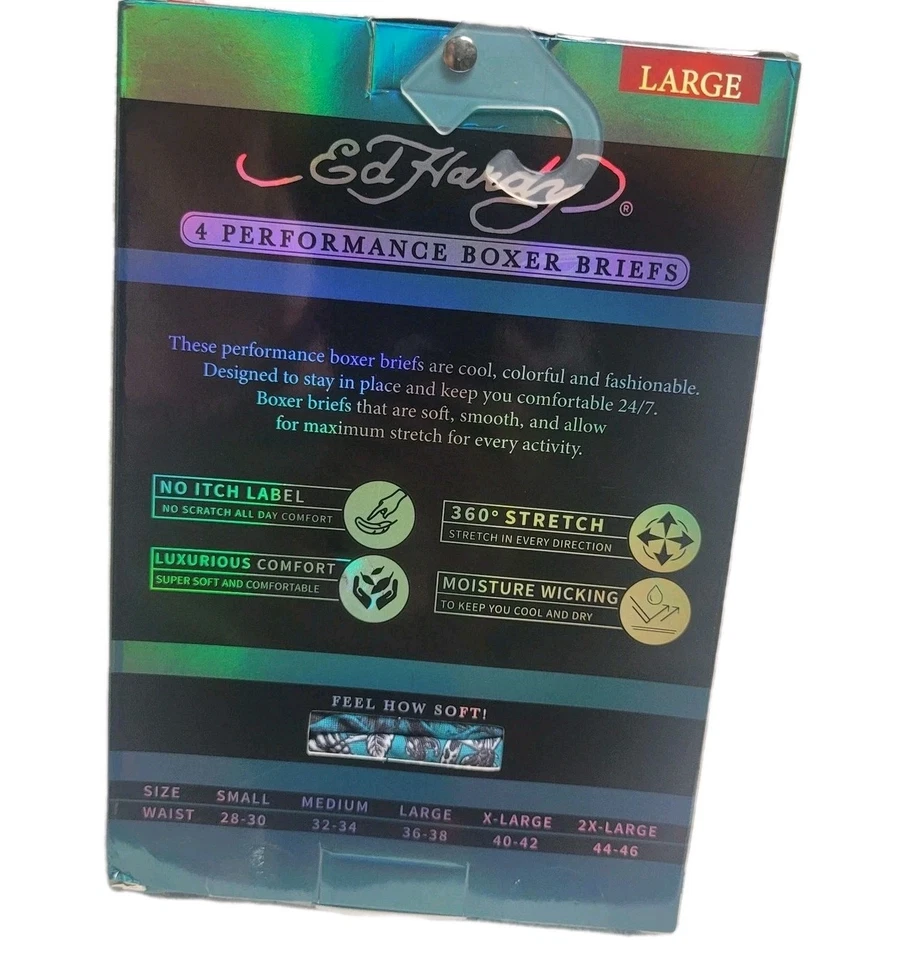 LARGE
Ed Hardy ®
4 PERFORMANCE BOXER BRIEFS
These performance boxer briefs are cool, colorful and fashionable.
Designed to stay in place and keep you comfortable 24/7.
Boxer briefs that are soft, smooth, and allow
for maximum stretch for every activity.
NO ITCH LABEL
NO SCRATCH ALL DAY COMFORT
360° STRETCH
STRETCH IN EVERY DIRECTION
LUXURIOUS COMFORT
SUPER SOFT AND COMFORTABLE
MOISTURE WICKING
TO KEEP YOU COOL AND DRY
FEEL HOW SOFT!
SIZE SMALL MEDIUM LARGE X-LARGE 2X-LARGE
WAIST 28-30 32-34 36-38 40-42 44-46